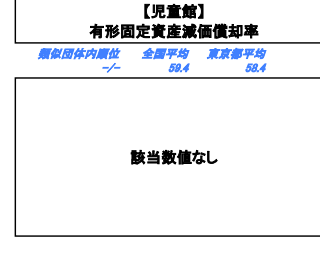 【児童館】
有形固定資産減価償却率
類似団体内順位 全国平均 東京都平均
-/- 59.4 58.4
該当数値なし